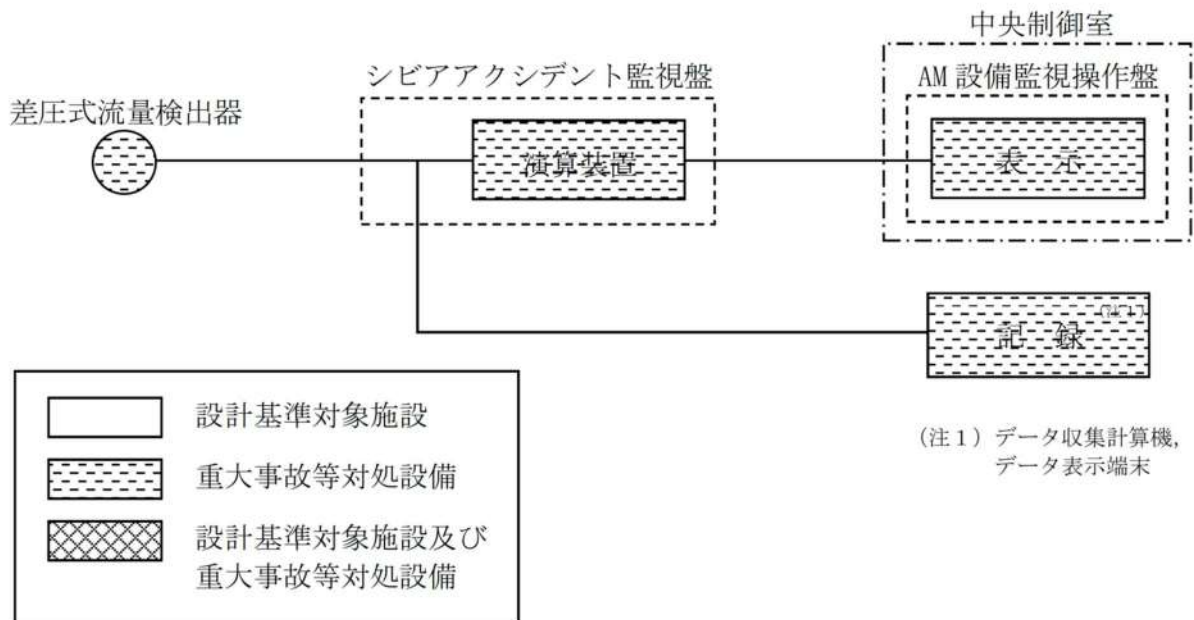 中央制御室
シビアアクシデント監視盤
AM 設備監視操作盤
差圧式流量検出器
演算装置
表 示
(注1)
記 録
設計基準対象施設
重大事故等対処設備
設計基準対象施設及び
重大事故等対処設備
(注1)データ収集計算機,
データ表示端末